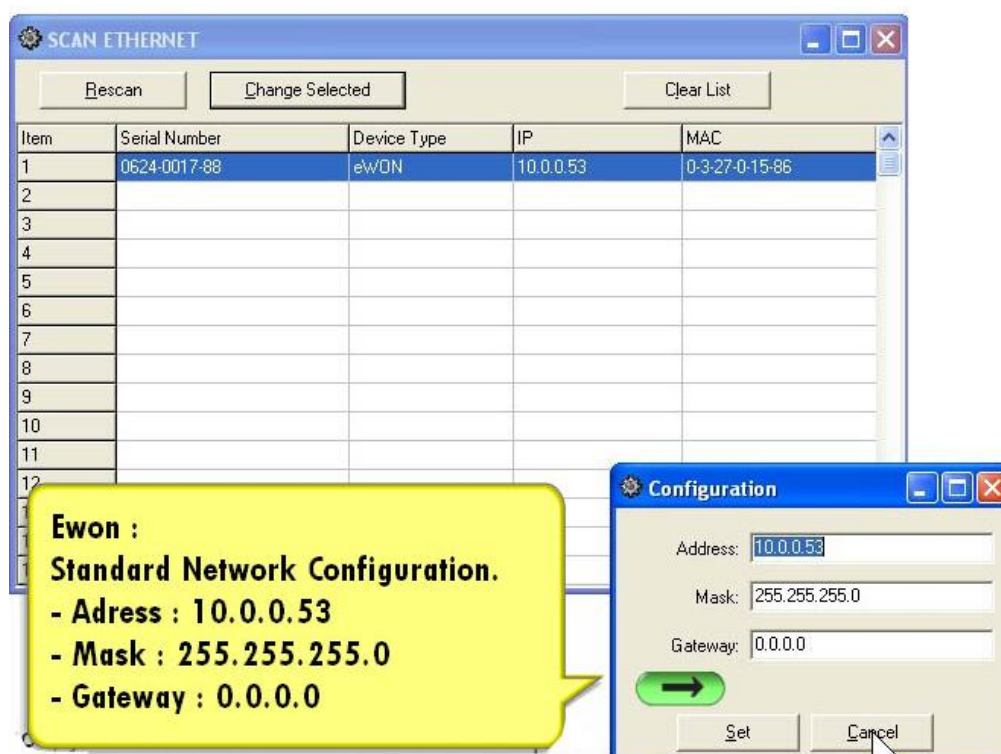 SCAN ETHERNET
Rescan Change Selected Clear List
Item Serial Number Device Type IP MAC
1 0624-0017-88 eWON 10.0.0.53 0-3-27-0-15-86
2
3
4
5
6
7
8
9
10
11
12
Ewon :
Standard Network Configuration.
- Adress : 10.0.0.53
- Mask : 255.255.255.0
- Gateway : 0.0.0.0
Configuration
Address: 10.0.0.53
Mask: 255.255.255.0
Gateway: 0.0.0.0
Set Cancel